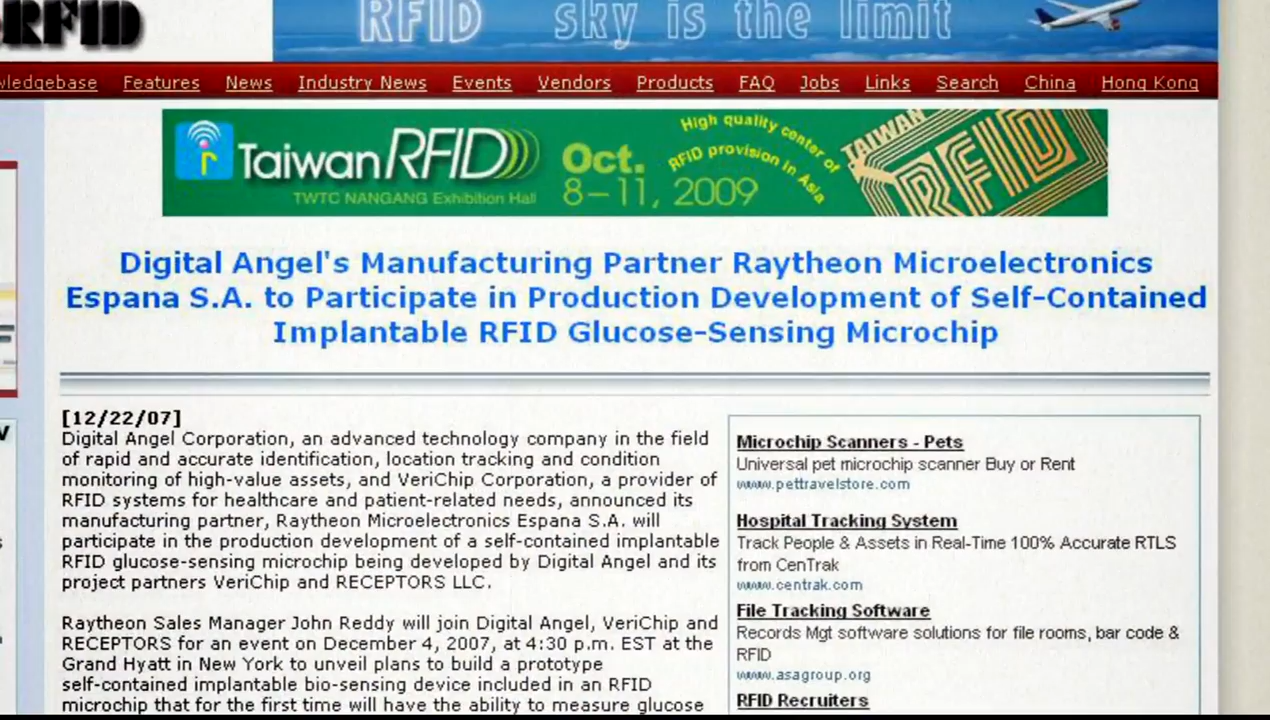 RFID
RFID sky is the limit
wledgebase Features News Industry News Events Vendors Products FAQ Jobs Links Search China Hong Kong
Taiwan RFID
TWTC NANGANG Exhibition Hall
Oct.
8-11, 2009
High quality center of
RFID provision in Asia
TAIWAN
RFID
Digital Angel's Manufacturing Partner Raytheon Microelectronics
Espana S.A. to Participate in Production Development of Self-Contained
Implantable RFID Glucose-Sensing Microchip
[12/22/07]
Digital Angel Corporation, an advanced technology company in the field
of rapid and accurate identification, location tracking and condition
monitoring of high-value assets, and VeriChip Corporation, a provider of
RFID systems for healthcare and patient-related needs, announced its
manufacturing partner, Raytheon Microelectronics Espana S.A. will
participate in the production development of a self-contained implantable
RFID glucose-sensing microchip being developed by Digital Angel and its
project partners VeriChip and RECEPTORS LLC.
Raytheon Sales Manager John Reddy will join Digital Angel, VeriChip and
RECEPTORS for an event on December 4, 2007, at 4:30 p.m. EST at the
Grand Hyatt in New York to unveil plans to build a prototype
self-contained implantable bio-sensing device included in an RFID
microchip that for the first time will have the ability to measure glucose
Microchip Scanners - Pets
Universal pet microchip scanner Buy or Rent
www.pettravelstore.com
Hospital Tracking System
Track People & Assets in Real-Time 100% Accurate RTLS
from CenTrak
www.centrak.com
File Tracking Software
Records Mgt software solutions for file rooms, bar code &
RFID
www.asagroup.org
RFID Recruiters